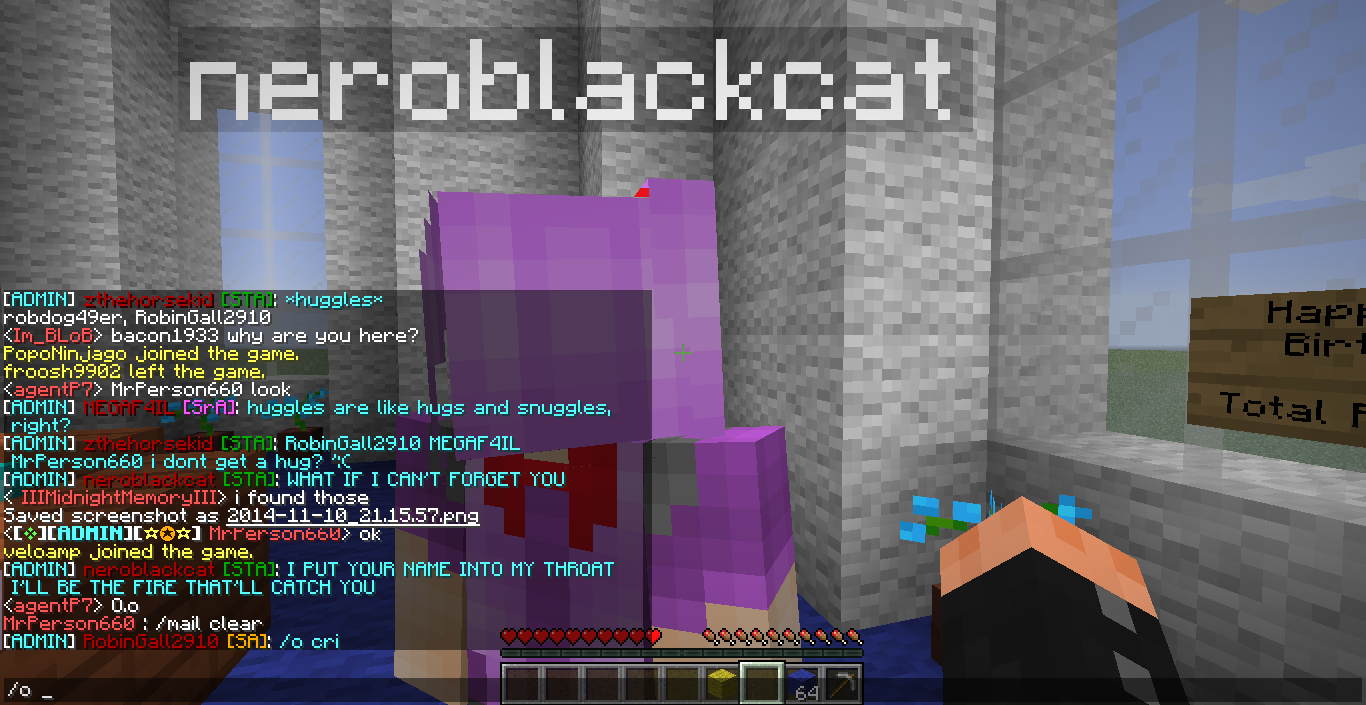 neroblackcat
[ADMIN] zthehorsekid [STA]: *huggles*
robdog49er, RobinGall2910
<Im_BLoB> bacon1933 why are you here?
PopoNinjago joined the game.
froosh9902 left the game.
<agentP7> MrPerson660 look
[ADMIN] MEGAF4IL [SrA]: huggles are like hugs and snuggles,
right?
[ADMIN] zthehorsekid [STA]: RobinGall2910 MEGAF4IL
MrPerson660 i dont get a hug? ';C
[ADMIN] neroblackcat [STA]: WHAT IF I CAN'T FORGET YOU
< IIIMidnightMemoryIII> i found those
Saved screenshot as 2014-11-10_21.15.57.png
<[❖][ADMIN][☆✪☆] MrPerson660> ok
veloamp joined the game.
[ADMIN] neroblackcat [STA]: I PUT YOUR NAME INTO MY THROAT
I'LL BE THE FIRE THAT'LL CATCH YOU
<agentP7> O.o
MrPerson660 : /mail clear
[ADMIN] RobinGall2910 [SA]: /o cri
/o _
64
Happ
Birt
Total F